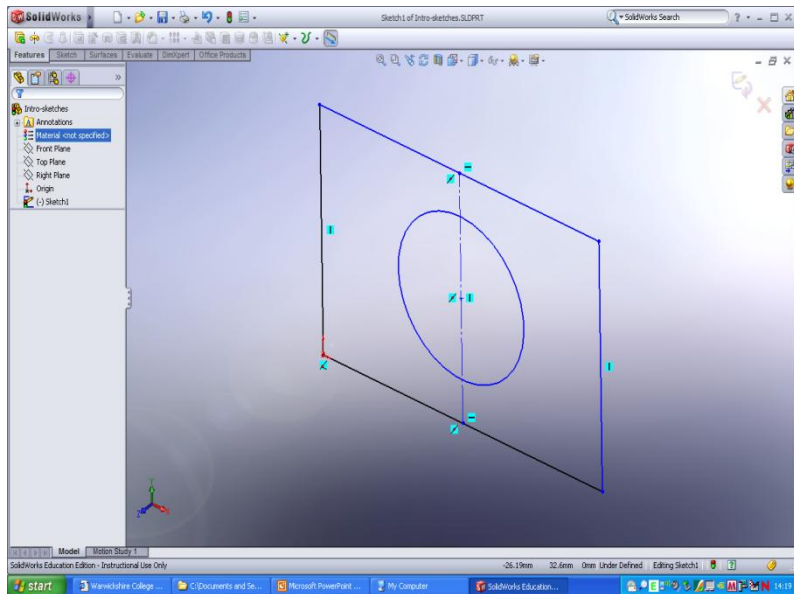 SolidWorks
Sketch1 of Intro-sketches.SLDPRT
SolidWorks Search
Features Sketch Surfaces Evaluate DimXpert Office Products
Intro-sketches
Annotations
Material <not specified>
Front Plane
Top Plane
Right Plane
Origin
(-) Sketch1
Y
Z
X
Model Motion Study 1
SolidWorks Education Edition - Instructional Use Only
-26.19mm 32.6mm 0mm Under Defined Editing Sketch1
start
Warwickshire College ...
C:\Documents and Se...
Microsoft PowerPoint ...
My Computer
SolidWorks Education...
14:19